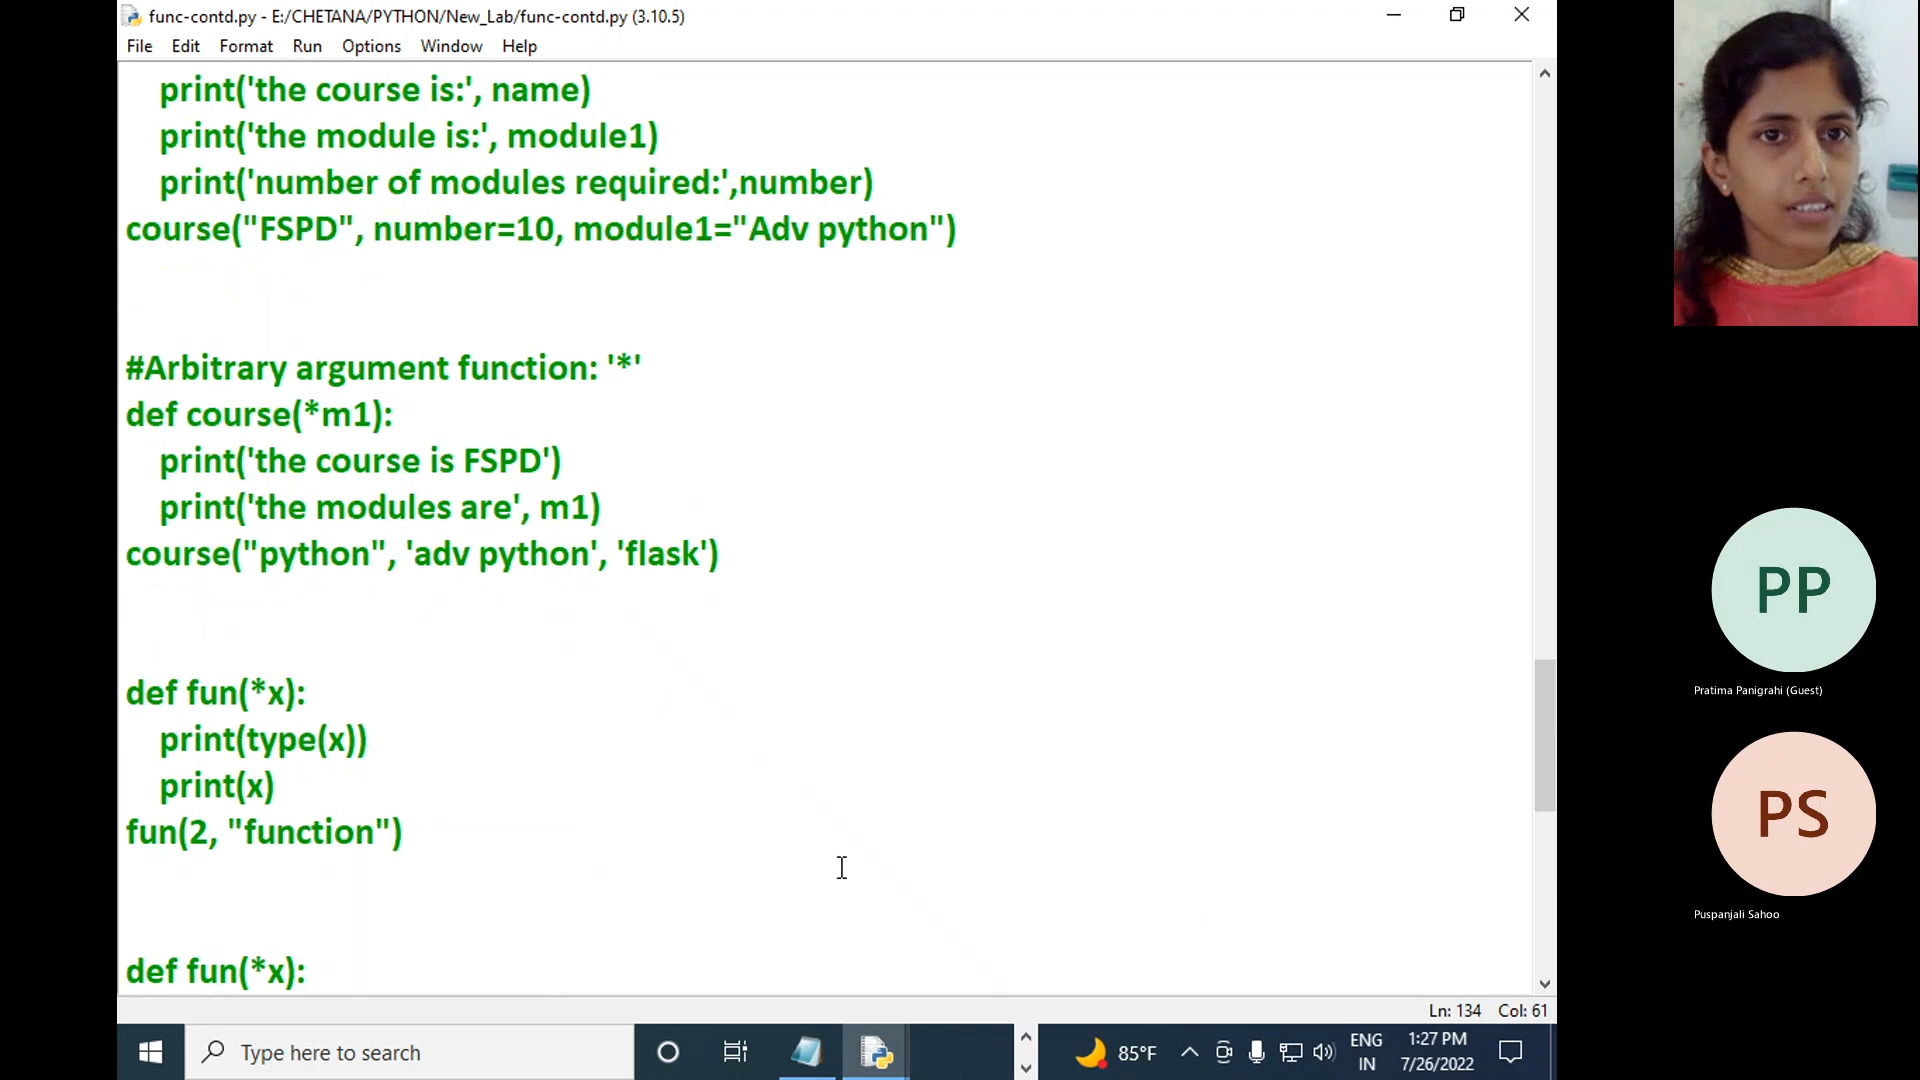 func-contd.py - E:/CHETANA/PYTHON/New_Lab/func-contd.py (3.10.5)
File Edit Format Run Options Window Help
print('the course is:', name)
print('the module is:', module1)
print('number of modules required:',number)
course("FSPD", number=10, module1="Adv python")
#Arbitrary argument function: '*'
def course(*m1):
print('the course is FSPD')
print('the modules are', m1)
course("python", 'adv python', 'flask')
def fun(*x):
print(type(x))
print(x)
fun(2, "function")
def fun(*x):
Ln: 134 Col: 61
Type here to search
85°F
ENG
IN
1:27 PM
7/26/2022
PP
Pratima Panigrahi (Guest)
PS
Puspanjali Sahoo